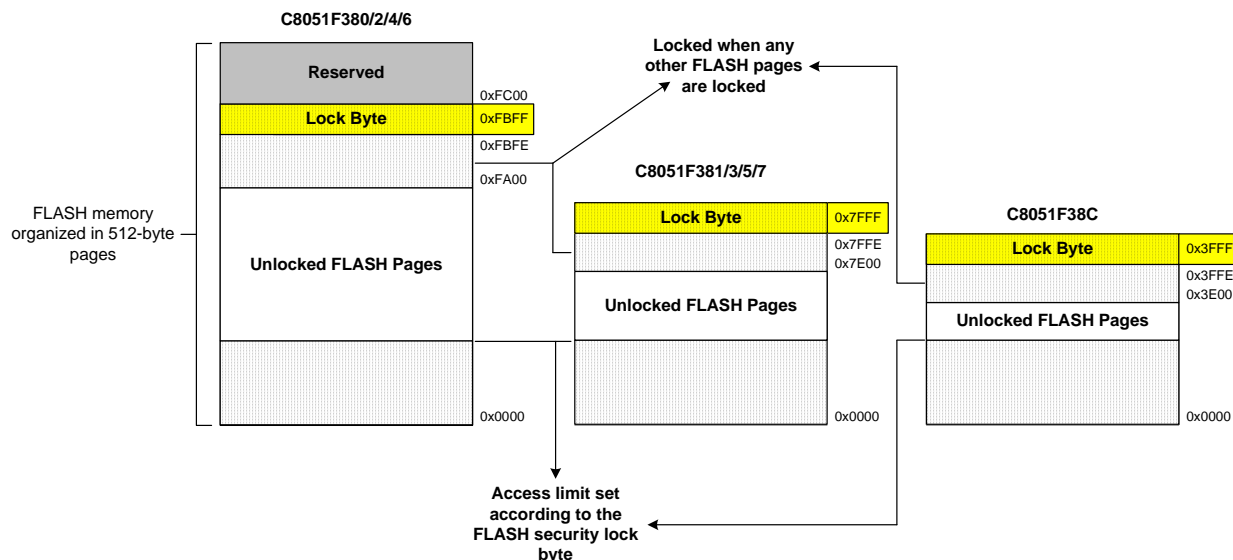 C8051F380/2/4/6
Reserved
0xFC00
Lock Byte
0xFBFF
0xFBFE
0xFA00
Unlocked FLASH Pages
0x0000
FLASH memory
organized in 512-byte
pages
Locked when any
other FLASH pages
are locked
C8051F381/3/5/7
Lock Byte
0x7FFF
0x7FFE
0x7E00
Unlocked FLASH Pages
0x0000
C8051F38C
Lock Byte
0x3FFF
0x3FFE
0x3E00
Unlocked FLASH Pages
0x0000
Access limit set
according to the
FLASH security lock
byte